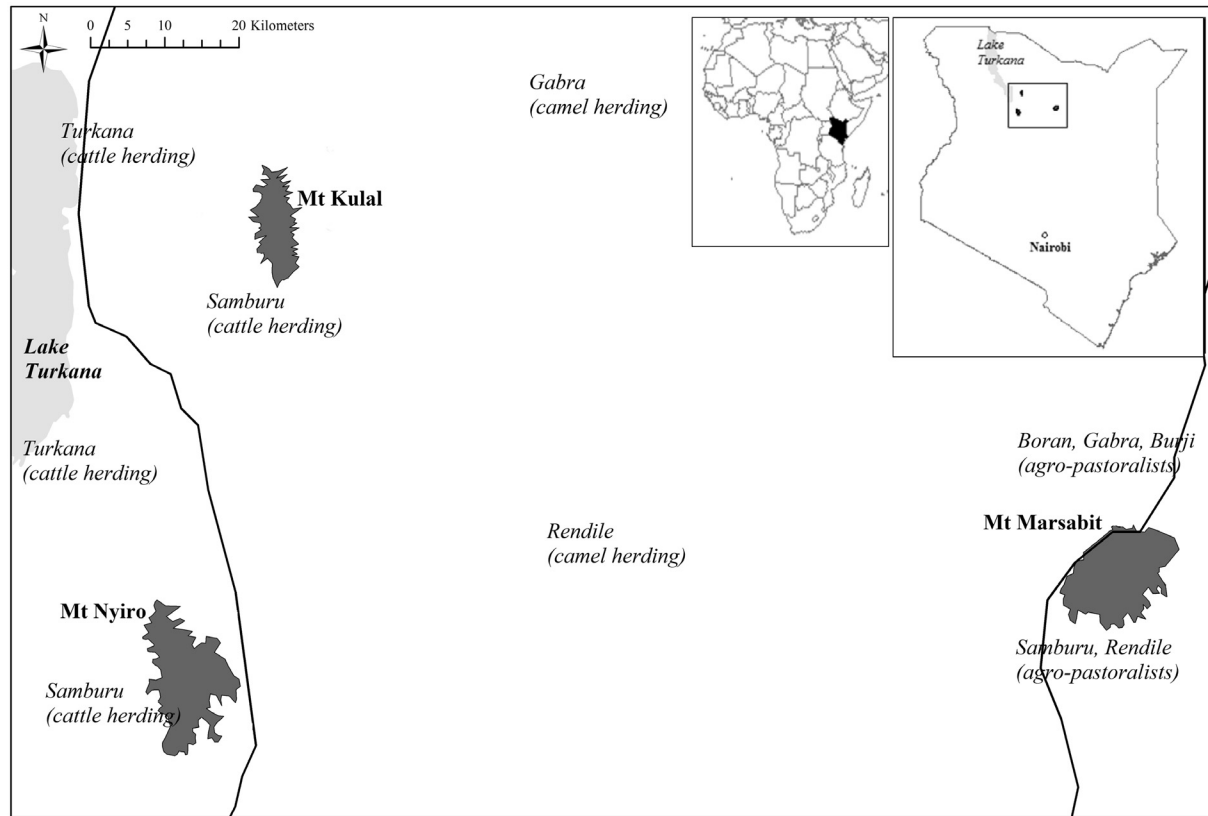 N
0 5 10 20 Kilometers
Gabra
(camel herding)
Lake
Turkana
Turkana
(cattle herding)
Mt Kulal
Nairobi
Samburu
(cattle herding)
Lake
Turkana
Turkana
(cattle herding)
Boran, Gabra, Burji
(agro-pastoralists)
Rendile
(camel herding)
Mt Marsabit
Mt Nyiro
Samburu, Rendile
(agro-pastoralists)
Samburu
(cattle herding)